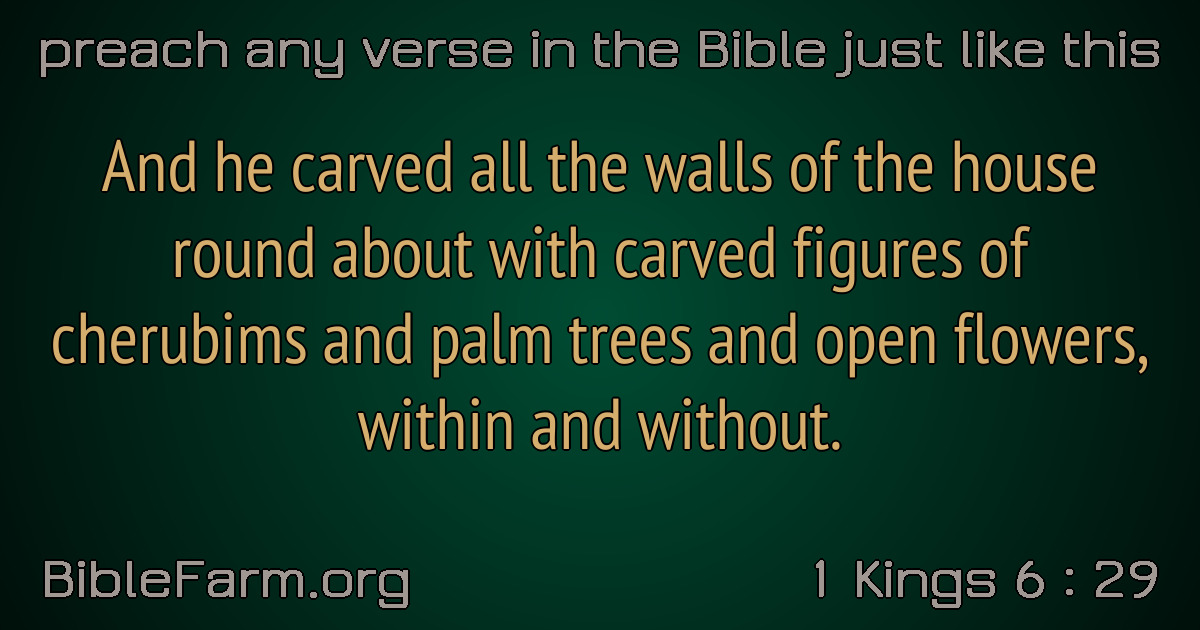 preach any verse in the Bible just like this
And he carved all the walls of the house
round about with carved figures of
cherubims and palm trees and open flowers,
within and without.
BibleFarm.org
1 Kings 6 : 29